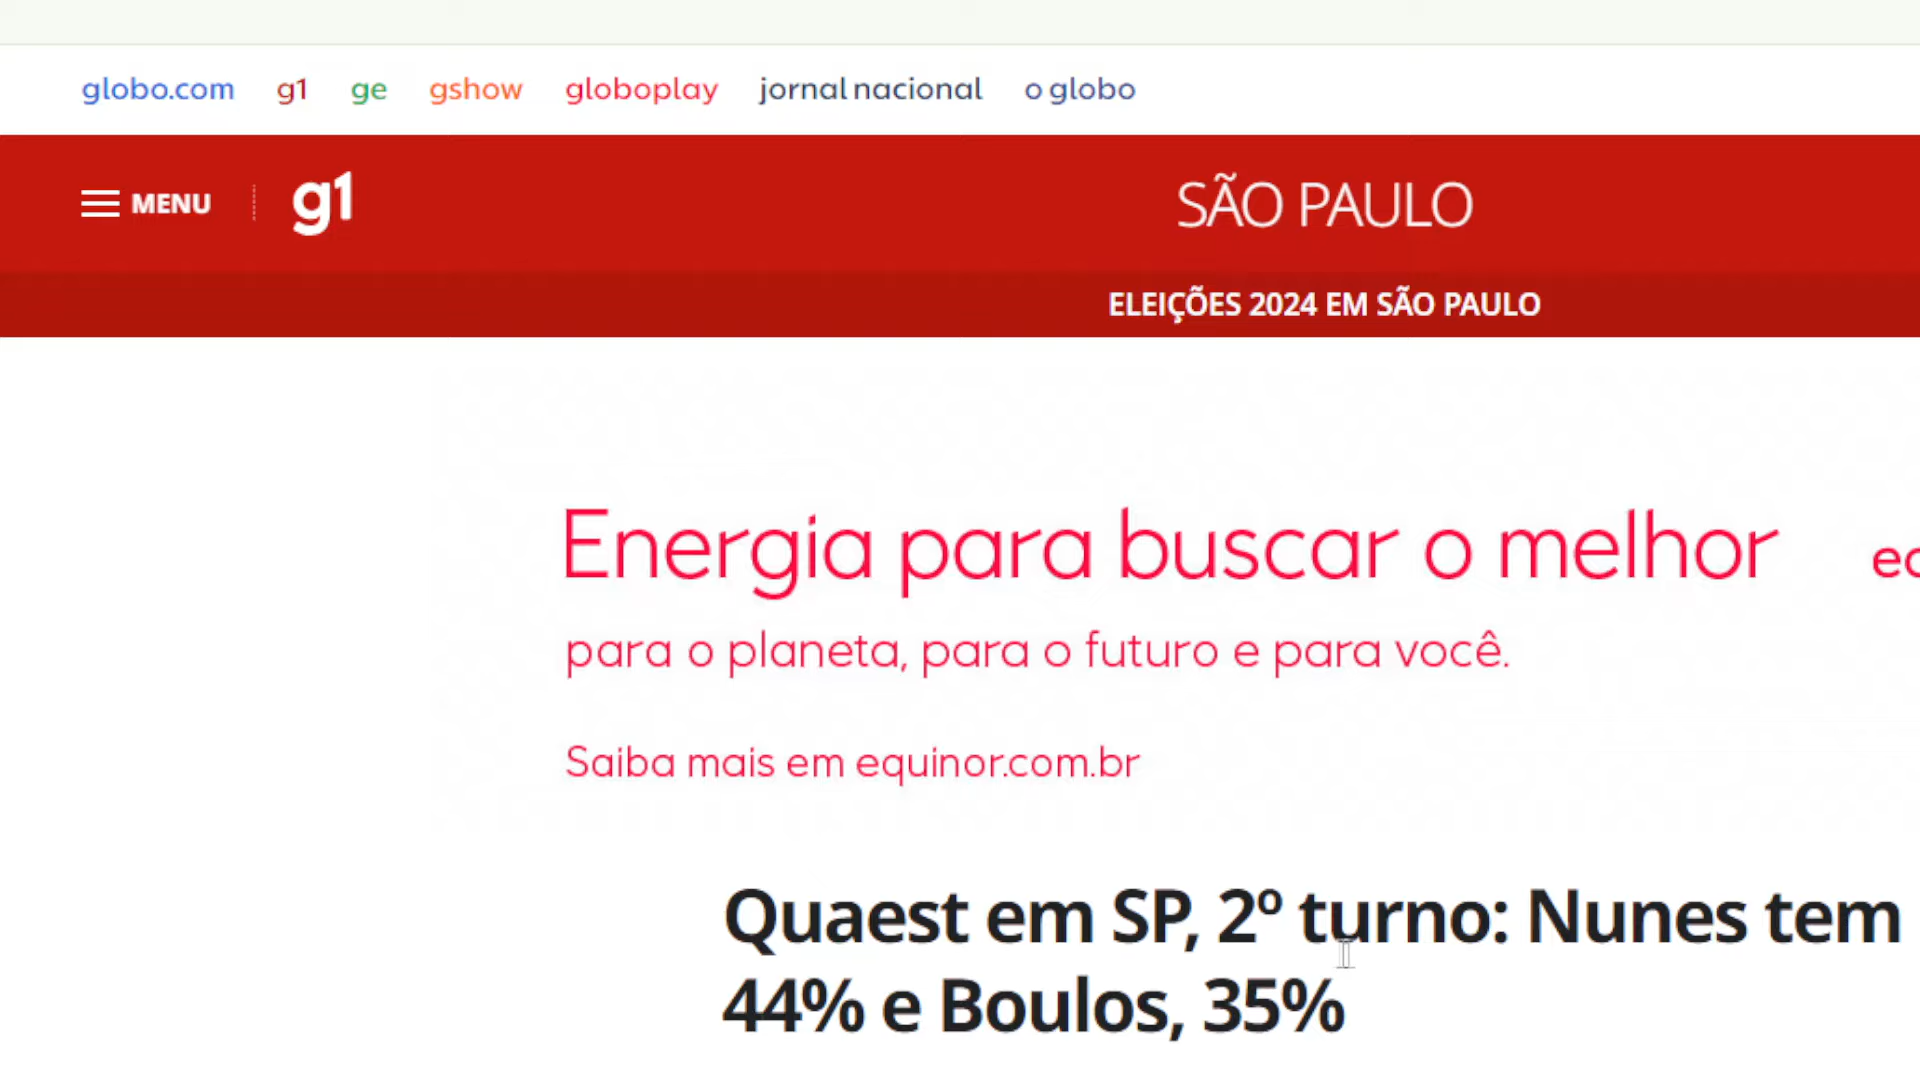 globo.com g1 ge gshow globoplay jornal nacional o globo
MENU g1 SÃO PAULO
ELEIÇÕES 2024 EM SÃO PAULO
Energia para buscar o melhor
para o planeta, para o futuro e para você.
Saiba mais em equinor.com.br
Quaest em SP, 2º turno: Nunes tem
44% e Boulos, 35%